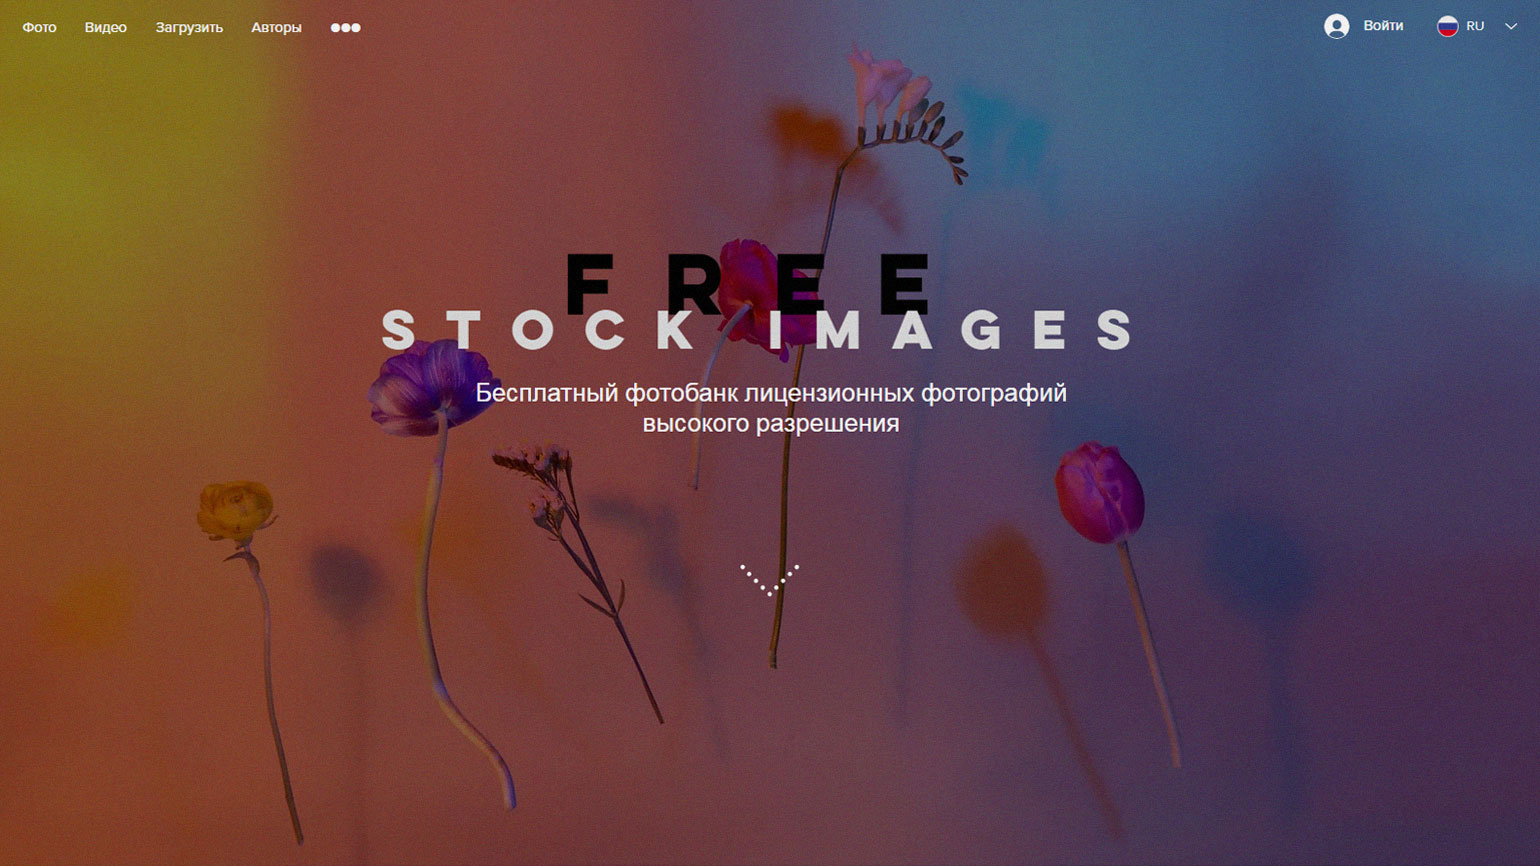 Фото Видео Загрузить Авторы Войти RU
FREE
STOCK IMAGES
Бесплатный фотобанк лицензионных фотографий
высокого разрешения